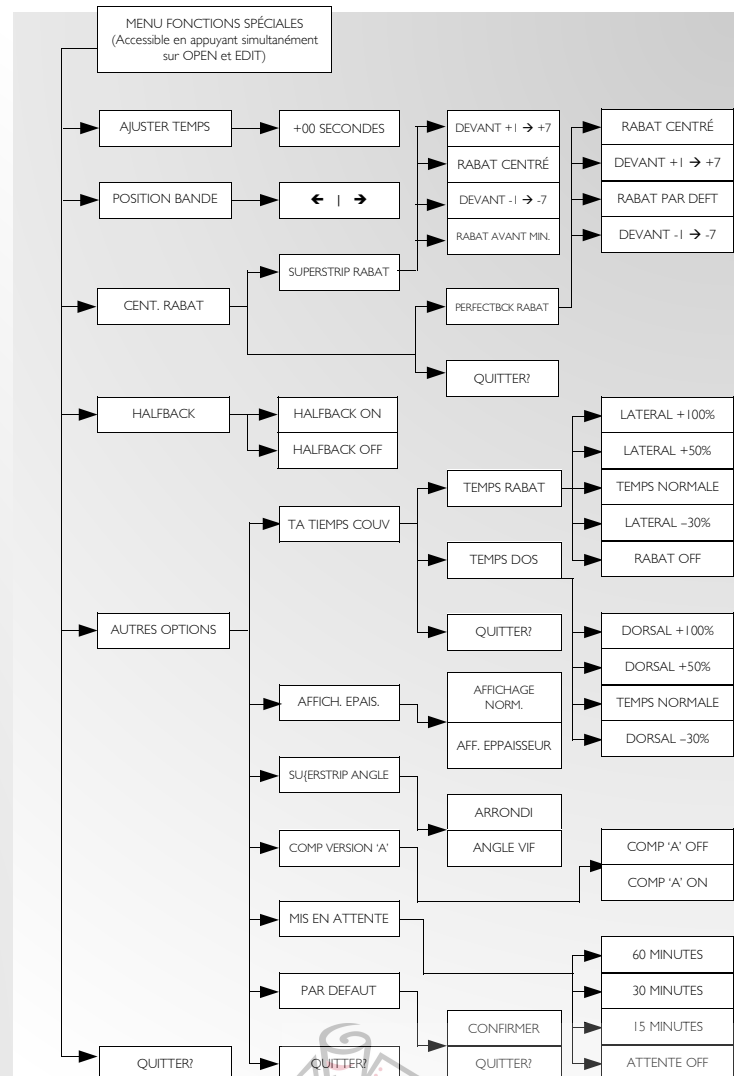 MENU FONCTIONS SPÉCIALES
(Accessible en appuyant simultanément
sur OPEN et EDIT)
AJUSTER TEMPS
+00 SECONDES
POSITION BANDE
← | →
CENT. RABAT
SUPERSTRIP RABAT
DEVANT +1 → +7
RABAT CENTRÉ
DEVANT -1 → -7
RABAT AVANT MIN.
PERFECTBCK RABAT
RABAT CENTRÉ
DEVANT +1 → +7
RABAT PAR DEFT
DEVANT -1 → -7
QUITTER?
HALFBACK
HALFBACK ON
HALFBACK OFF
AUTRES OPTIONS
TA TIEMPS COUV
TEMPS RABAT
LATERAL +100%
LATERAL +50%
TEMPS NORMALE
LATERAL –30%
RABAT OFF
TEMPS DOS
DORSAL +100%
DORSAL +50%
TEMPS NORMALE
DORSAL –30%
QUITTER?
AFFICH. EPAIS.
AFFICHAGE
NORM.
AFF. EPPAISSEUR
SU{ERSTRIP ANGLE
ARRONDI
ANGLE VIF
COMP VERSION ‘A’
COMP ‘A’ OFF
COMP ‘A’ ON
MIS EN ATTENTE
60 MINUTES
30 MINUTES
15 MINUTES
ATTENTE OFF
PAR DEFAUT
CONFIRMER
QUITTER?
QUITTER?
QUITTER?